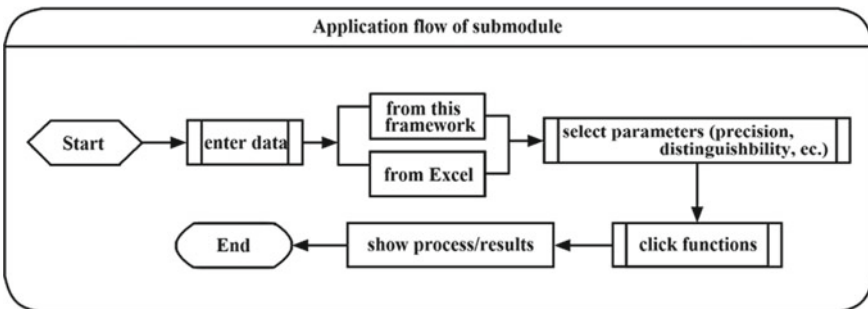 Application flow of submodule
Start
enter data
from this
framework
from Excel
select parameters (precision,
distinguishbility, ec.)
End
show process/results
click functions